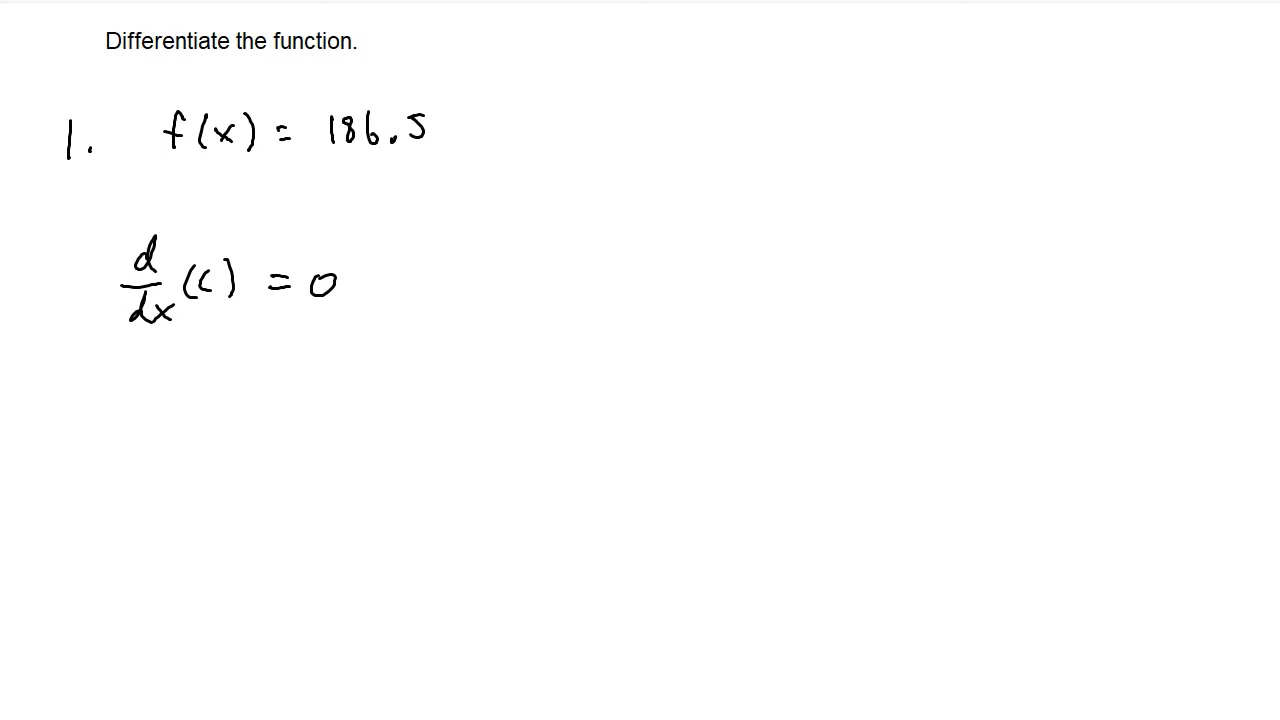 Differentiate the function.
1. f(x) = 186.5
d/dx (c) = 0